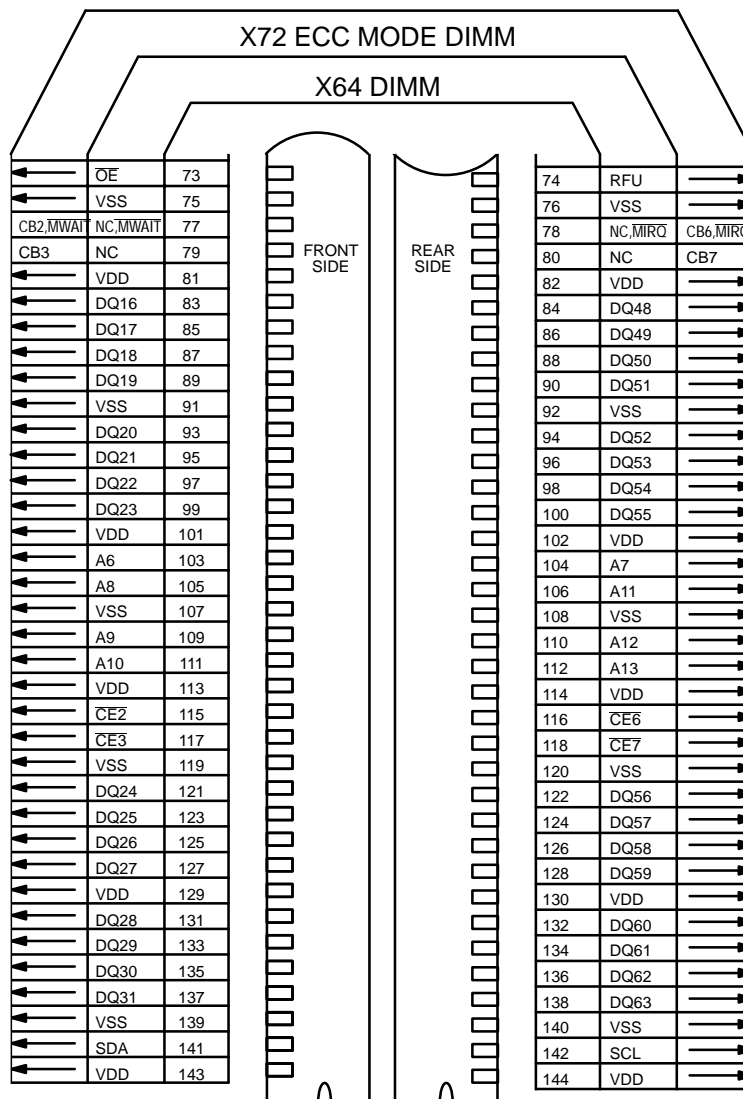 X72 ECC MODE DIMM
X64 DIMM
O̅E̅ 73
VSS 75
CB2,M̅W̅A̅I̅T̅ NC,M̅W̅A̅I̅T̅ 77
CB3 NC 79
VDD 81
DQ16 83
DQ17 85
DQ18 87
DQ19 89
VSS 91
DQ20 93
DQ21 95
DQ22 97
DQ23 99
VDD 101
A6 103
A8 105
VSS 107
A9 109
A10 111
VDD 113
C̅E̅2̅ 115
C̅E̅3̅ 117
VSS 119
DQ24 121
DQ25 123
DQ26 125
DQ27 127
VDD 129
DQ28 131
DQ29 133
DQ30 135
DQ31 137
VSS 139
SDA 141
VDD 143
FRONT
SIDE
REAR
SIDE
74 RFU
76 VSS
78 NC,M̅I̅R̅Q̅ CB6,M̅I̅R̅Q̅
80 NC CB7
82 VDD
84 DQ48
86 DQ49
88 DQ50
90 DQ51
92 VSS
94 DQ52
96 DQ53
98 DQ54
100 DQ55
102 VDD
104 A7
106 A11
108 VSS
110 A12
112 A13
114 VDD
116 C̅E̅6̅
118 C̅E̅7̅
120 VSS
122 DQ56
124 DQ57
126 DQ58
128 DQ59
130 VDD
132 DQ60
134 DQ61
136 DQ62
138 DQ63
140 VSS
142 SCL
144 VDD